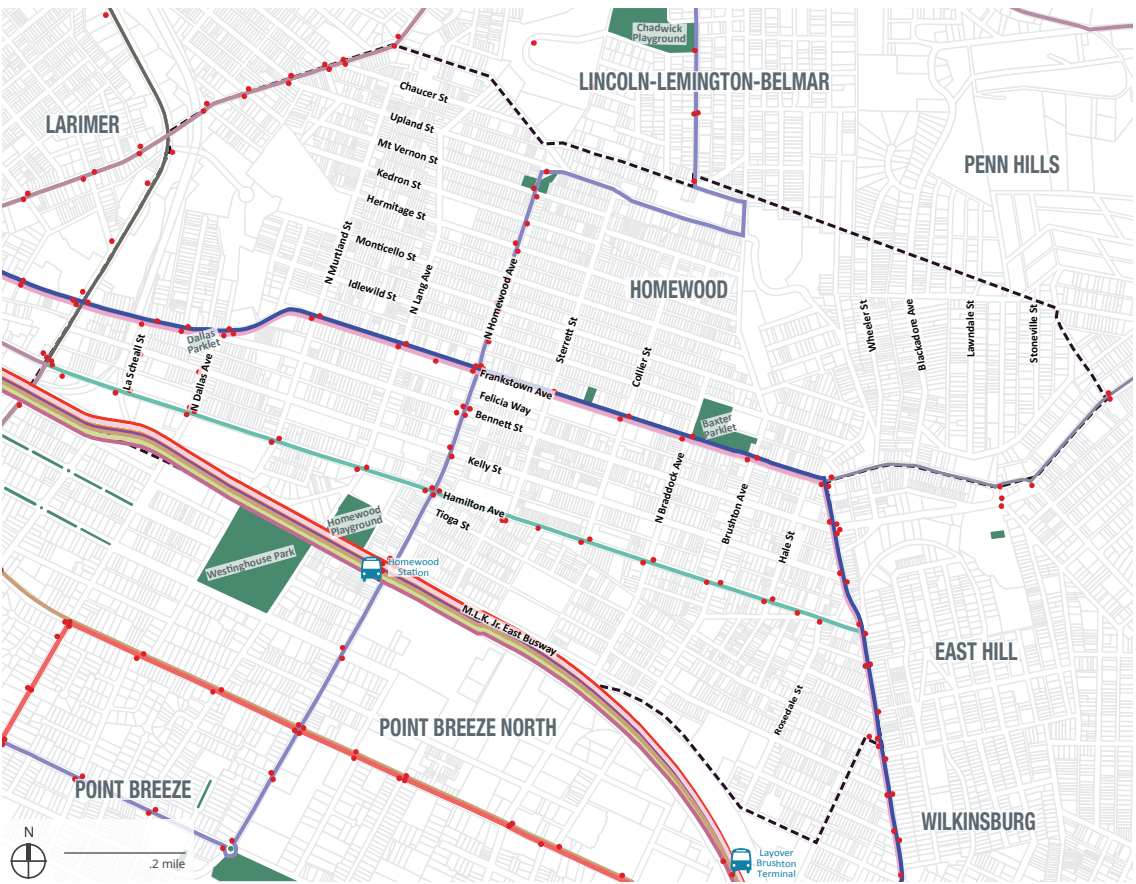 Chadwick
Playground
LINCOLN-LEMINGTON-BELMAR
LARIMER
PENN HILLS
Chaucer St
Upland St
Mt Vernon St
Kedron St
Hermitage St
Monticello St
Idlewild St
N Murtland St
N Lang Ave
N Homewood Ave
HOMEWOOD
Sterrett St
Collier St
Wheeler St
Blackadore Ave
Lawndale St
Stoneville St
Dallas
Parklet
La Scheall St
N Dallas Ave
Frankstown Ave
Felicia Way
Bennett St
Baxter
Parklet
Kelly St
N Braddock Ave
Brushton Ave
Hale St
Hamilton Ave
Tioga St
Homewood
Playground
Westinghouse Park
Homewood
Station
M.L.K. Jr. East Busway
EAST HILL
Rosedale St
POINT BREEZE NORTH
POINT BREEZE
WILKINSBURG
N
.2 mile
Layover
Brushton
Terminal